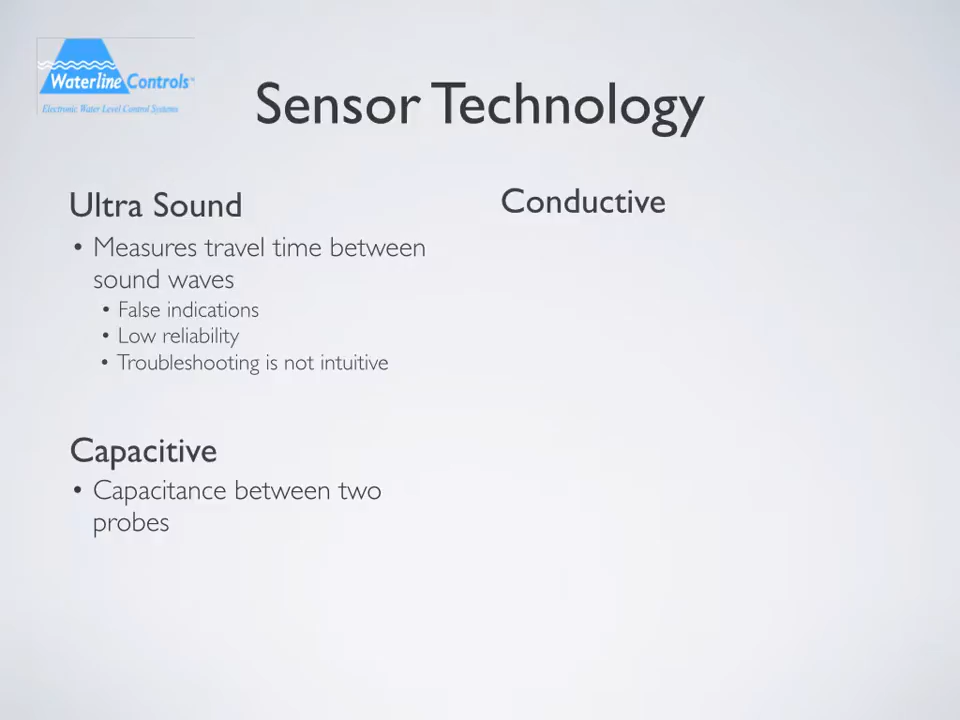 Waterline Controls™
Electronic Water Level Control Systems
Sensor Technology
Ultra Sound
• Measures travel time between
sound waves
• False indications
• Low reliability
• Troubleshooting is not intuitive
Capacitive
• Capacitance between two
probes
Conductive